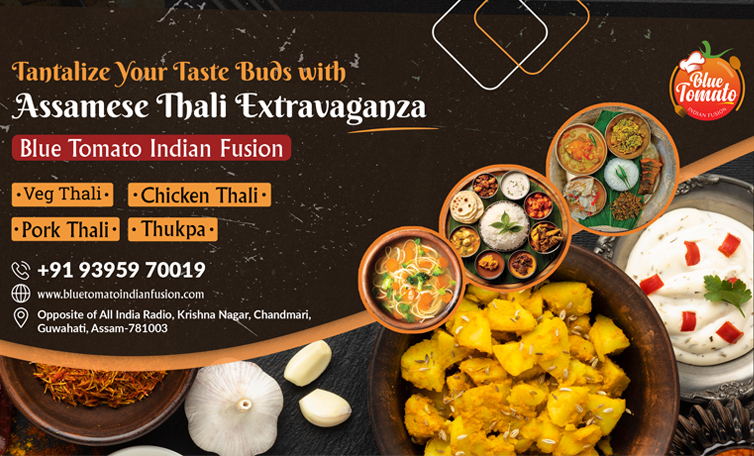 Tantalize Your Taste Buds with
Assamese Thali Extravaganza
Blue Tomato Indian Fusion
• Veg Thali •
• Chicken Thali •
• Pork Thali •
• Thukpa •
+91 93959 70019
www.bluetomatoindianfusion.com
Opposite of All India Radio, Krishna Nagar, Chandmari,
Guwahati, Assam-781003
Blue
Tomato
INDIAN FUSION